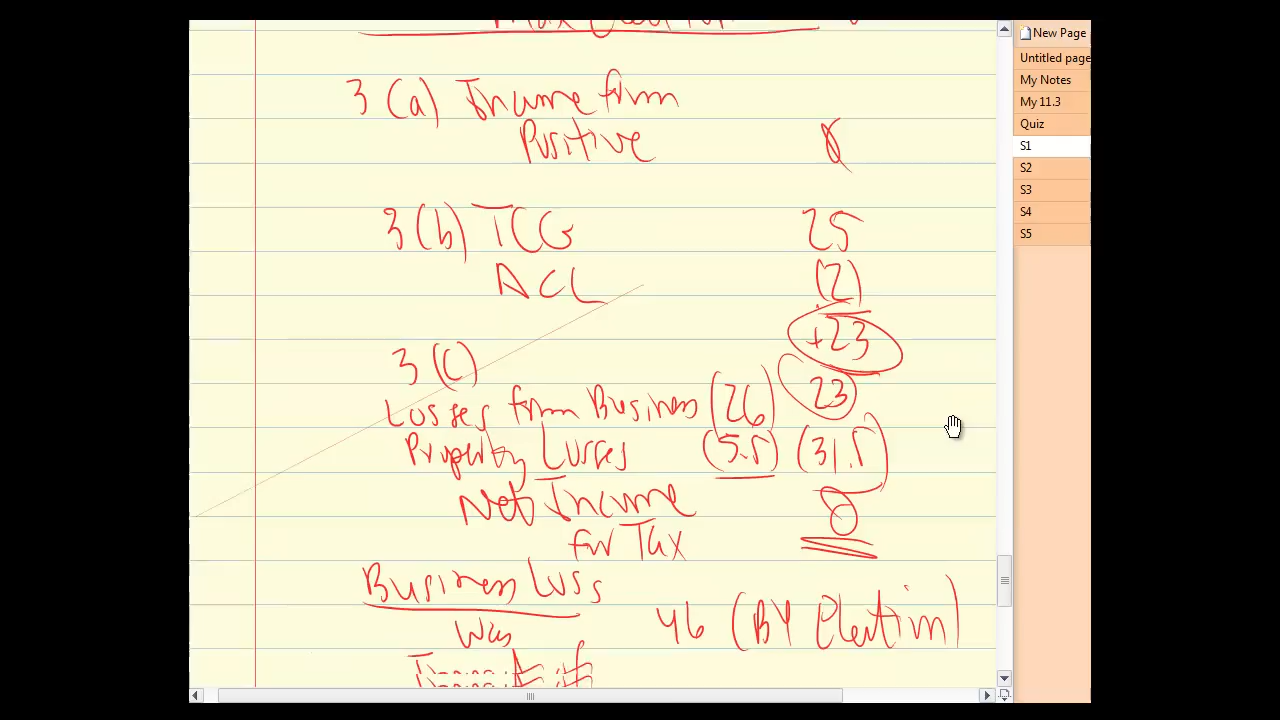 3 (a) Income from
Positive
3 (b) TCG 25
ACL (2)
+23
3 (C) 23
Losses from Business (26)
Property Losses (5.5) (31.5)
Net Income
for Tax
Business Loss
Was 46 (BY Election)
New Page
Untitled page
My Notes
My 11.3
Quiz
S1
S2
S3
S4
S5